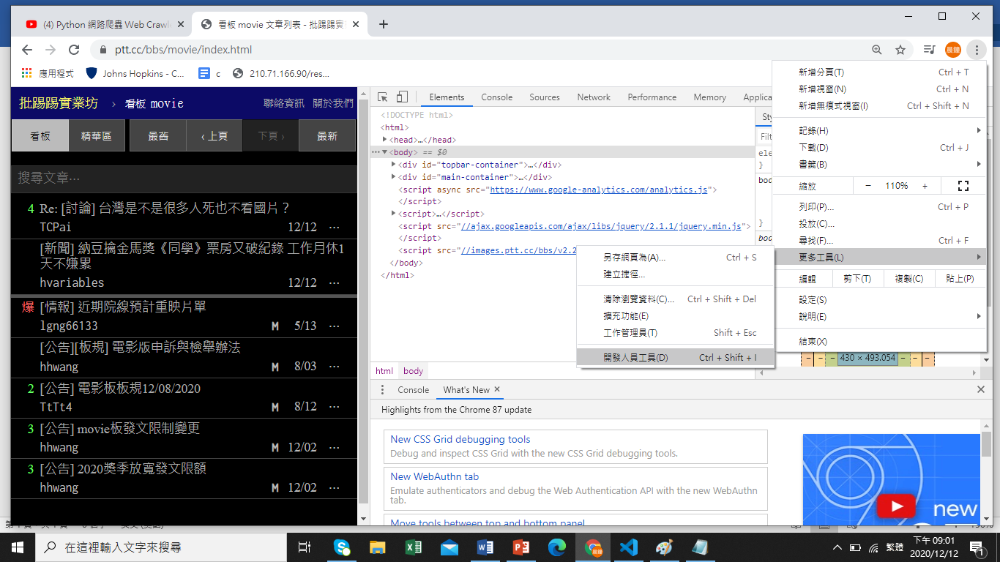 (4) Python 網路爬蟲 Web Crawl
看板 movie 文章列表 - 批踢踢實
ptt.cc/bbs/movie/index.html
晨鐘
應用程式
Johns Hopkins - C...
c
210.71.166.90/res...
批踢踢實業坊 › 看板 movie
聯絡資訊 關於我們
看板 精華區 最舊 ‹ 上頁 下頁 › 最新
搜尋文章⋯
4 Re: [討論] 台灣是不是很多人死也不看國片？
TCPai 12/12 ⋯
[新聞] 納豆擒金馬獎《同學》票房又破紀錄 工作月休1
天不嫌累
hvariables 12/12 ⋯
爆 [情報] 近期院線預計重映片單
lgng66133 M 5/13 ⋯
[公告][板規] 電影版申訴與檢舉辦法
hhwang M 8/03 ⋯
2 [公告] 電影板板規12/08/2020
TtTt4 M 8/12 ⋯
3 [公告] movie板發文限制變更
hhwang M 12/02 ⋯
3 [公告] 2020獎季放寬發文限額
hhwang M 12/02 ⋯
Elements Console Sources Network Performance Memory Applica
<!DOCTYPE html>
<html>
<head>…</head>
<body> == $0
<div id="topbar-container">…</div>
<div id="main-container">…</div>
<script async src="https://www.google-analytics.com/analytics.js">
</script>
<script>…</script>
<script src="//ajax.googleapis.com/ajax/libs/jquery/2.1.1/jquery.min.js">
</script>
<script src="//images.ptt.cc/bbs/v2.2
</body>
</html>
html body
Sty
Filt
ele
}
bod
}
bod
430 × 493.054
新增分頁(T) Ctrl + T
新增視窗(N) Ctrl + N
新增無痕式視窗(I) Ctrl + Shift + N
記錄(H)
下載(D) Ctrl + J
書籤(B)
縮放 − 110% +
列印(P)... Ctrl + P
投放(C)...
尋找(F)... Ctrl + F
更多工具(L)
編輯 剪下(T) 複製(C) 貼上(P)
設定(S)
說明(E)
結束(X)
另存網頁為(A)... Ctrl + S
建立捷徑...
清除瀏覽資料(C)... Ctrl + Shift + Del
擴充功能(E)
工作管理員(T) Shift + Esc
開發人員工具(D) Ctrl + Shift + I
Console What's New
Highlights from the Chrome 87 update
New CSS Grid debugging tools
Debug and inspect CSS Grid with the new CSS Grid debugging tools.
New WebAuthn tab
Emulate authenticators and debug the Web Authentication API with the new WebAuthn
tab.
Move tools between top and bottom panel
new
在這裡輸入文字來搜尋
繁體
下午 09:01
2020/12/12
1